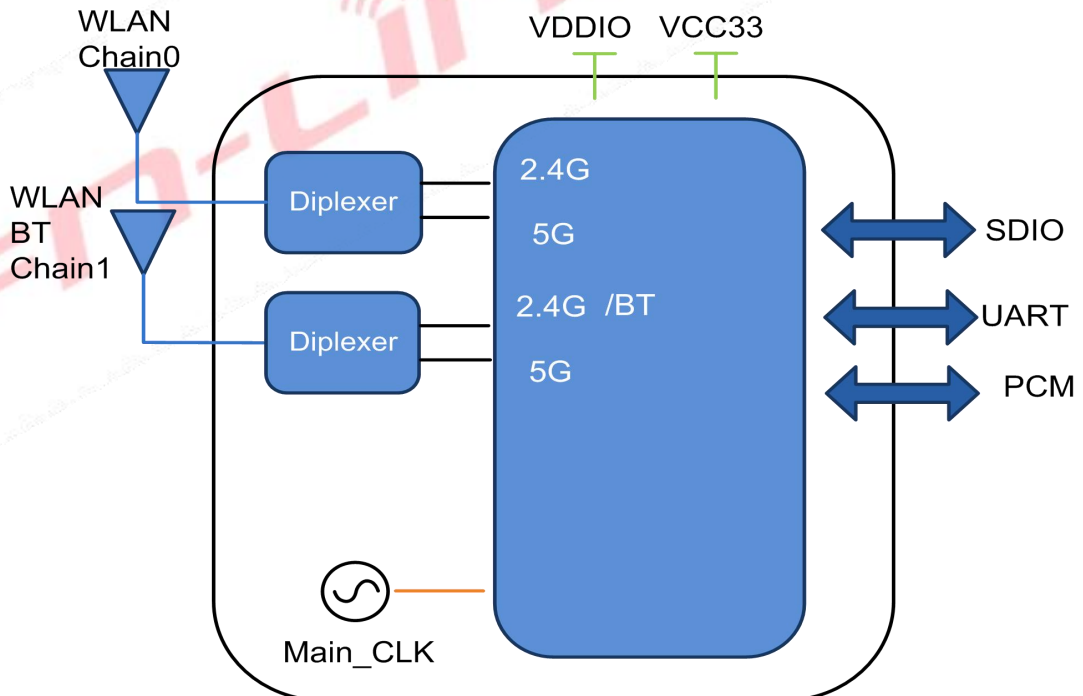 WLAN
Chain0
VDDIO VCC33
WLAN
BT
Chain1
Diplexer
2.4G
5G
SDIO
Diplexer
2.4G /BT
5G
UART
PCM
Main_CLK